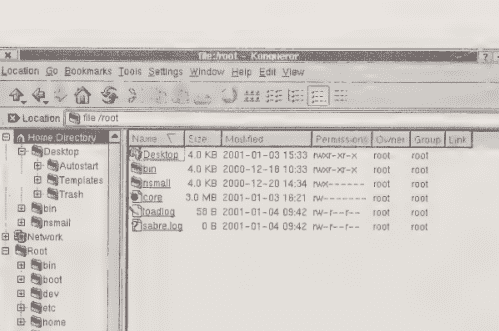 file:/root - Konqueror
Location Go Bookmarks Tools Settings Window Help Edit View
Location file:/root
Home Directory
Desktop
Autostart
Templates
Trash
bin
nsmail
Network
Root
bin
boot
dev
etc
home
Name Size Modified Permissions Owner Group Link
Desktop 4.0 KB 2001-01-03 15:33 rwxr-xr-x root root
bin 4.0 KB 2000-12-18 10:33 rwxr-xr-x root root
nsmail 4.0 KB 2000-12-20 14:34 rwx------ root root
core 3.0 MB 2001-01-03 16:21 rw------- root root
loadlog 58 B 2001-01-04 09:42 rw-r--r-- root root
sabre.log 0 B 2001-01-04 09:42 rw-r--r-- root root